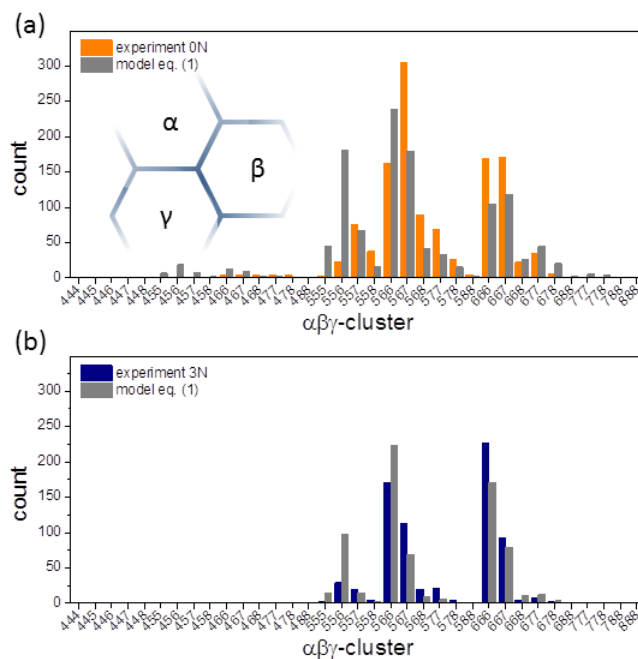 (a)
experiment 0N
model eq. (1)
300
250
200
150
100
50
0
count
α
β
γ
444 445 446 447 448 455 456 457 458 466 467 468 477 478 488 555 556 557 558 566 567 568 577 578 588 666 667 668 677 678 688 777 778 788 888
αβγ-cluster
(b)
experiment 3N
model eq. (1)
300
250
200
150
100
50
0
count
444 445 446 447 448 455 456 457 458 466 467 468 477 478 488 555 556 557 558 566 567 568 577 578 588 666 667 668 677 678 688 777 778 788 888
αβγ-cluster